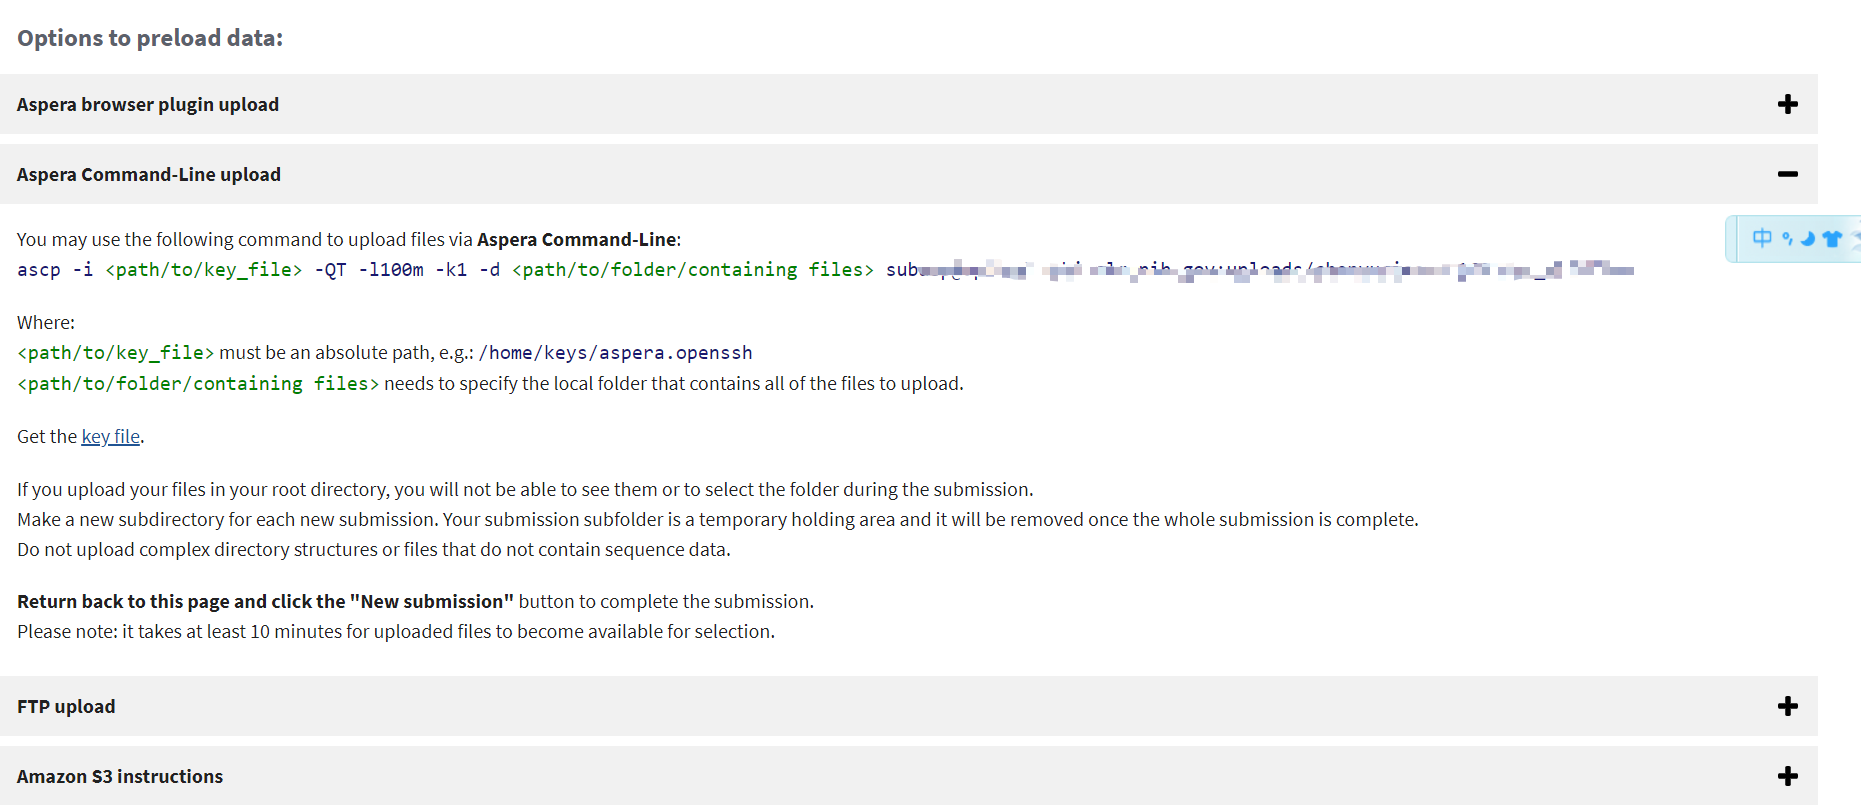 Options to preload data:
Aspera browser plugin upload
Aspera Command-Line upload
You may use the following command to upload files via Aspera Command-Line:
ascp -i <path/to/key_file> -QT -l100m -k1 -d <path/to/folder/containing files>
Where:
<path/to/key_file> must be an absolute path, e.g.: /home/keys/aspera.openssh
<path/to/folder/containing files> needs to specify the local folder that contains all of the files to upload.
Get the key file.
If you upload your files in your root directory, you will not be able to see them or to select the folder during the submission.
Make a new subdirectory for each new submission. Your submission subfolder is a temporary holding area and it will be removed once the whole submission is complete.
Do not upload complex directory structures or files that do not contain sequence data.
Return back to this page and click the "New submission" button to complete the submission.
Please note: it takes at least 10 minutes for uploaded files to become available for selection.
FTP upload
Amazon S3 instructions
中